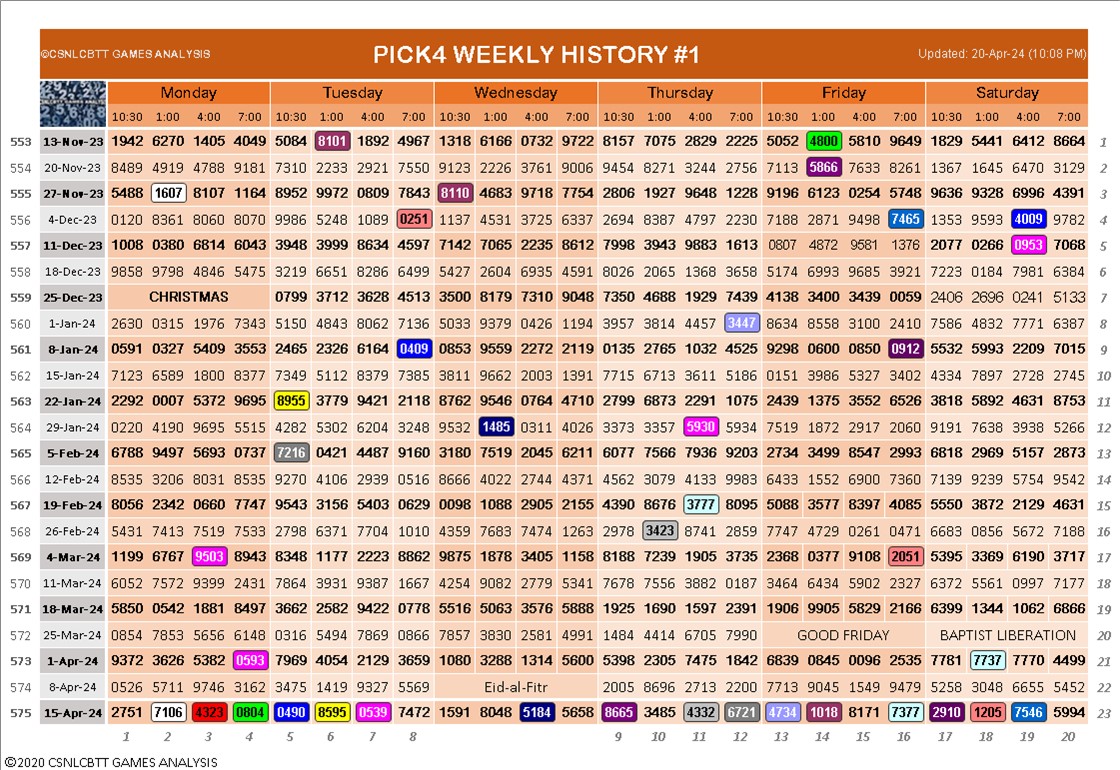 ©CSNLCBTT GAMES ANALYSIS PICK4 WEEKLY HISTORY #1 Updated: 20-Apr-24 (10:08 PM)
Monday Tuesday Wednesday Thursday Friday Saturday
10:30 1:00 4:00 7:00 10:30 1:00 4:00 7:00 10:30 1:00 4:00 7:00 10:30 1:00 4:00 7:00 10:30 1:00 4:00 7:00 10:30 1:00 4:00 7:00
553 13-Nov-23 1942 6270 1405 4049 5084 8101 1892 4967 1318 6166 0732 9722 8157 7075 2829 2225 5052 4800 5810 9649 1829 5441 6412 8664 1
554 20-Nov-23 8489 4919 4788 9181 7310 2233 2921 7550 9123 2226 3761 9006 9454 8271 3244 2756 7113 5866 7633 8261 1367 1645 6470 3129 2
555 27-Nov-23 5488 1607 8107 1164 8952 9972 0809 7843 8110 4683 9718 7754 2806 1927 9648 1228 9196 6123 0254 5748 9636 9328 6996 4391 3
556 4-Dec-23 0120 8361 8060 8070 9986 5248 1089 0251 1137 4531 3725 6337 2694 8387 4797 2230 7188 2871 9498 7465 1353 9593 4009 9782 4
557 11-Dec-23 1008 0380 6814 6043 3948 3999 8634 4597 7142 7065 2235 8612 7998 3943 9883 1613 0807 4872 9581 1376 2077 0266 0953 7068 5
558 18-Dec-23 9858 9798 4846 5475 3219 6651 8286 6499 5427 2604 6935 4591 8026 2065 1368 3658 5174 6993 9685 3921 7223 0184 7981 6384 6
559 25-Dec-23 CHRISTMAS 0799 3712 3628 4513 3500 8179 7310 9048 7350 4688 1929 7439 4138 3400 3439 0059 2406 2696 0241 5133 7
560 1-Jan-24 2630 0315 1976 7343 5150 4843 8062 7136 5033 9379 0426 1194 3957 3814 4457 3447 8634 8558 3100 2410 7586 4832 7771 6387 8
561 8-Jan-24 0591 0327 5409 3553 2465 2326 6164 0409 0853 9559 2272 2119 0135 2765 1032 4525 9298 0600 8150 0912 5532 5993 2209 7015 9
562 15-Jan-24 7123 6589 1800 8377 7349 5112 8379 7385 3811 9662 2003 1391 7715 6713 3611 5186 0151 3986 5327 3402 4334 7897 2728 2745 10
563 22-Jan-24 2292 0007 5372 9695 8955 3779 9421 2118 8762 9546 0764 4710 2799 6873 2291 1075 2439 1375 3552 6526 3818 5892 4631 8753 11
564 29-Jan-24 0220 4190 9695 5515 4282 5302 6204 3248 9532 1485 0311 4026 3373 3357 5930 5934 7519 1872 2917 2060 9191 7638 3938 5266 12
565 5-Feb-24 6788 9497 5693 0737 7216 0421 4487 9160 3180 7519 2045 6211 6077 7566 7936 9203 2734 3499 8547 2993 6818 2969 5157 2873 13
566 12-Feb-24 8535 3206 8031 8535 9270 4106 2939 0516 8666 4022 2744 4371 4562 3079 4133 9983 6433 1552 6900 7360 7139 9239 5754 9542 14
567 19-Feb-24 8056 2342 0660 7747 9543 3156 5403 0629 0098 1088 2905 2155 4390 8676 3777 8095 5088 3577 8397 4085 5550 3872 2129 4631 15
568 26-Feb-24 5431 7413 7519 7533 2798 6371 7704 1010 4359 7683 7474 1263 2978 3423 8741 2859 7747 4729 0261 0471 6683 0856 5672 7188 16
569 4-Mar-24 1199 6767 9503 8943 8348 1177 2223 8862 9875 1878 3405 1158 8188 7239 1905 3735 2368 0377 9108 2051 5395 3369 6190 3717 17
570 11-Mar-24 6052 7572 9399 2431 7864 3931 9387 1667 4254 9082 2779 5341 7678 7556 3882 0187 3464 6434 5902 2327 6372 5561 0997 7177 18
571 18-Mar-24 5850 0542 1881 8497 3662 2582 9422 0778 5516 5063 3576 5888 1925 1690 1597 2391 1906 9905 5829 2166 6399 1344 1062 6866 19
572 25-Mar-24 0854 7853 5656 6148 0316 5494 7869 0866 7857 3830 2581 4991 1484 4414 6705 7990 GOOD FRIDAY BAPTIST LIBERATION 20
573 1-Apr-24 9372 3626 5382 0593 7969 4054 2129 3659 1080 3288 1314 5600 5398 2305 7475 1842 6839 0845 0096 2535 7781 7737 7770 4499 21
574 8-Apr-24 0526 5711 9746 3162 3475 1419 9327 5569 Eid-al-Fitr 2005 8696 2713 2200 7713 9045 1549 9479 5258 3048 6655 5452 22
575 15-Apr-24 2751 7106 4323 0804 0490 8595 0539 7472 1591 8048 5184 5658 8665 3485 4332 6721 4734 1018 8171 7377 2910 1205 7546 5994 23
1 2 3 4 5 6 7 8 9 10 11 12 13 14 15 16 17 18 19 20
©2020 CSNLCBTT GAMES ANALYSIS